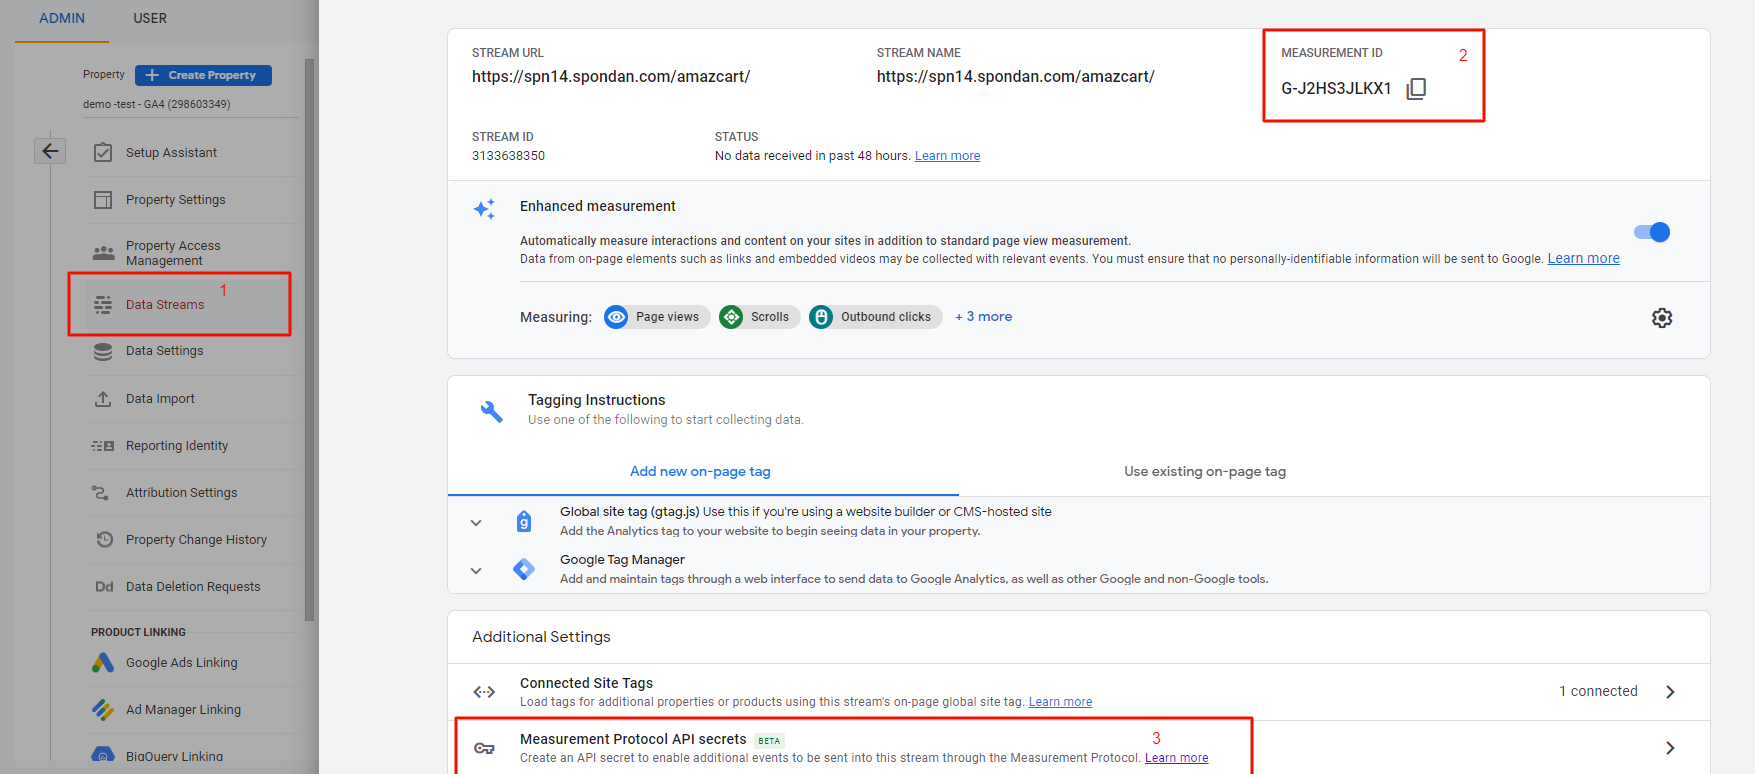 ADMIN
USER
Property
Create Property
demo -test - GA4 (298603349)
Setup Assistant
Property Settings
Property Access
Management
Data Streams
1
Data Settings
Data Import
Reporting Identity
Attribution Settings
Property Change History
Dd Data Deletion Requests
PRODUCT LINKING
Google Ads Linking
Ad Manager Linking
BigQuery Linking
STREAM URL
https://spn14.spondan.com/amazcart/
STREAM NAME
https://spn14.spondan.com/amazcart/
MEASUREMENT ID
2
G-J2HS3JLKX1
STREAM ID
3133638350
STATUS
No data received in past 48 hours. Learn more
Enhanced measurement
Automatically measure interactions and content on your sites in addition to standard page view measurement.
Data from on-page elements such as links and embedded videos may be collected with relevant events. You must ensure that no personally-identifiable information will be sent to Google. Learn more
Measuring:
Page views
Scrolls
Outbound clicks
+ 3 more
Tagging Instructions
Use one of the following to start collecting data.
Add new on-page tag
Use existing on-page tag
g
Global site tag (gtag.js) Use this if you're using a website builder or CMS-hosted site
Add the Analytics tag to your website to begin seeing data in your property.
Google Tag Manager
Add and maintain tags through a web interface to send data to Google Analytics, as well as other Google and non-Google tools.
Additional Settings
Connected Site Tags
Load tags for additional properties or products using this stream's on-page global site tag. Learn more
1 connected
Measurement Protocol API secrets BETA
3
Create an API secret to enable additional events to be sent into this stream through the Measurement Protocol. Learn more